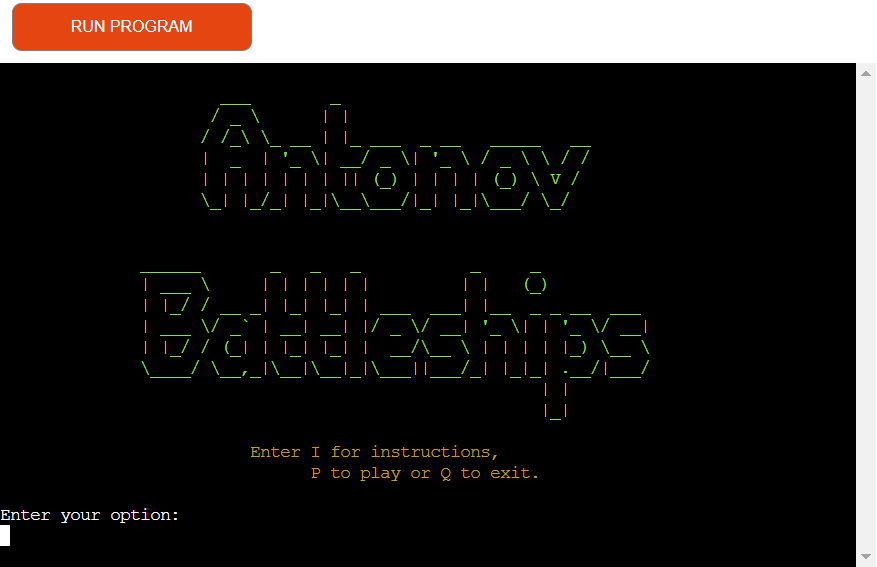 RUN PROGRAM
Antonov
Battleships
Enter I for instructions,
P to play or Q to exit.
Enter your option: